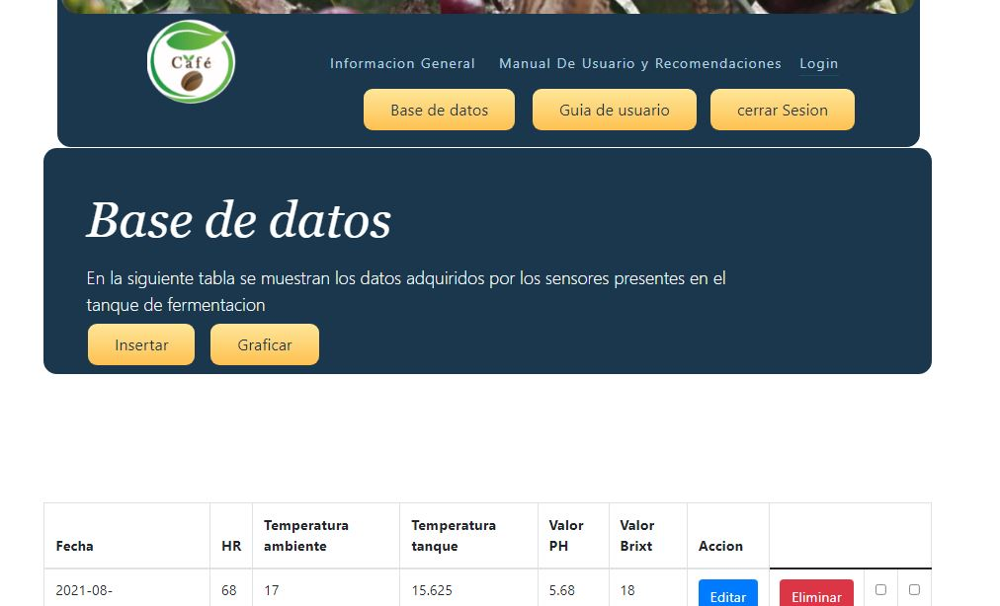 Café
Informacion General Manual De Usuario y Recomendaciones Login
Base de datos Guia de usuario cerrar Sesion
Base de datos
En la siguiente tabla se muestran los datos adquiridos por los sensores presentes en el
tanque de fermentacion
Insertar Graficar
Fecha HR Temperatura ambiente Temperatura tanque Valor PH Valor Brixt Accion
2021-08- 68 17 15.625 5.68 18 Editar Eliminar